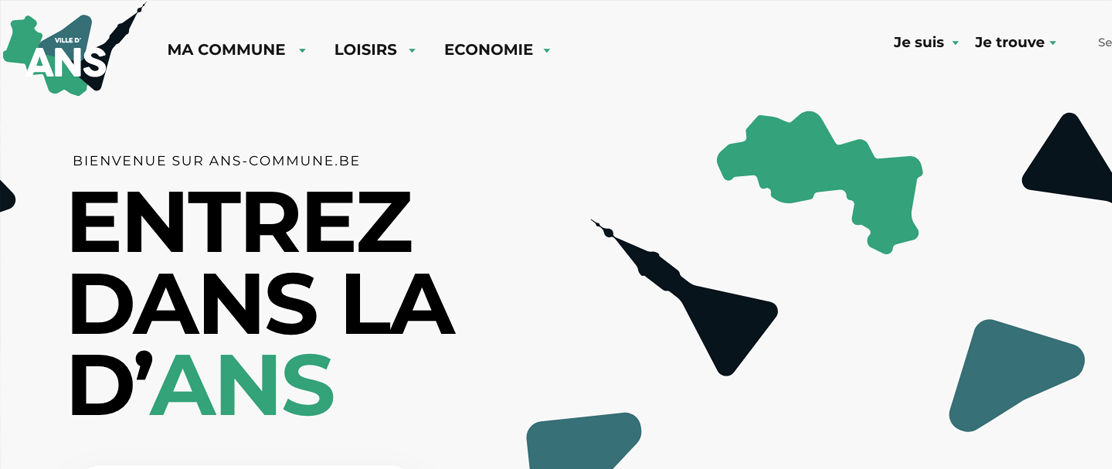 VILLE D'
ANS
MA COMMUNE
LOISIRS
ECONOMIE
Je suis
Je trouve
Se
BIENVENUE SUR ANS-COMMUNE.BE
ENTREZ
DANS LA
D’ANS